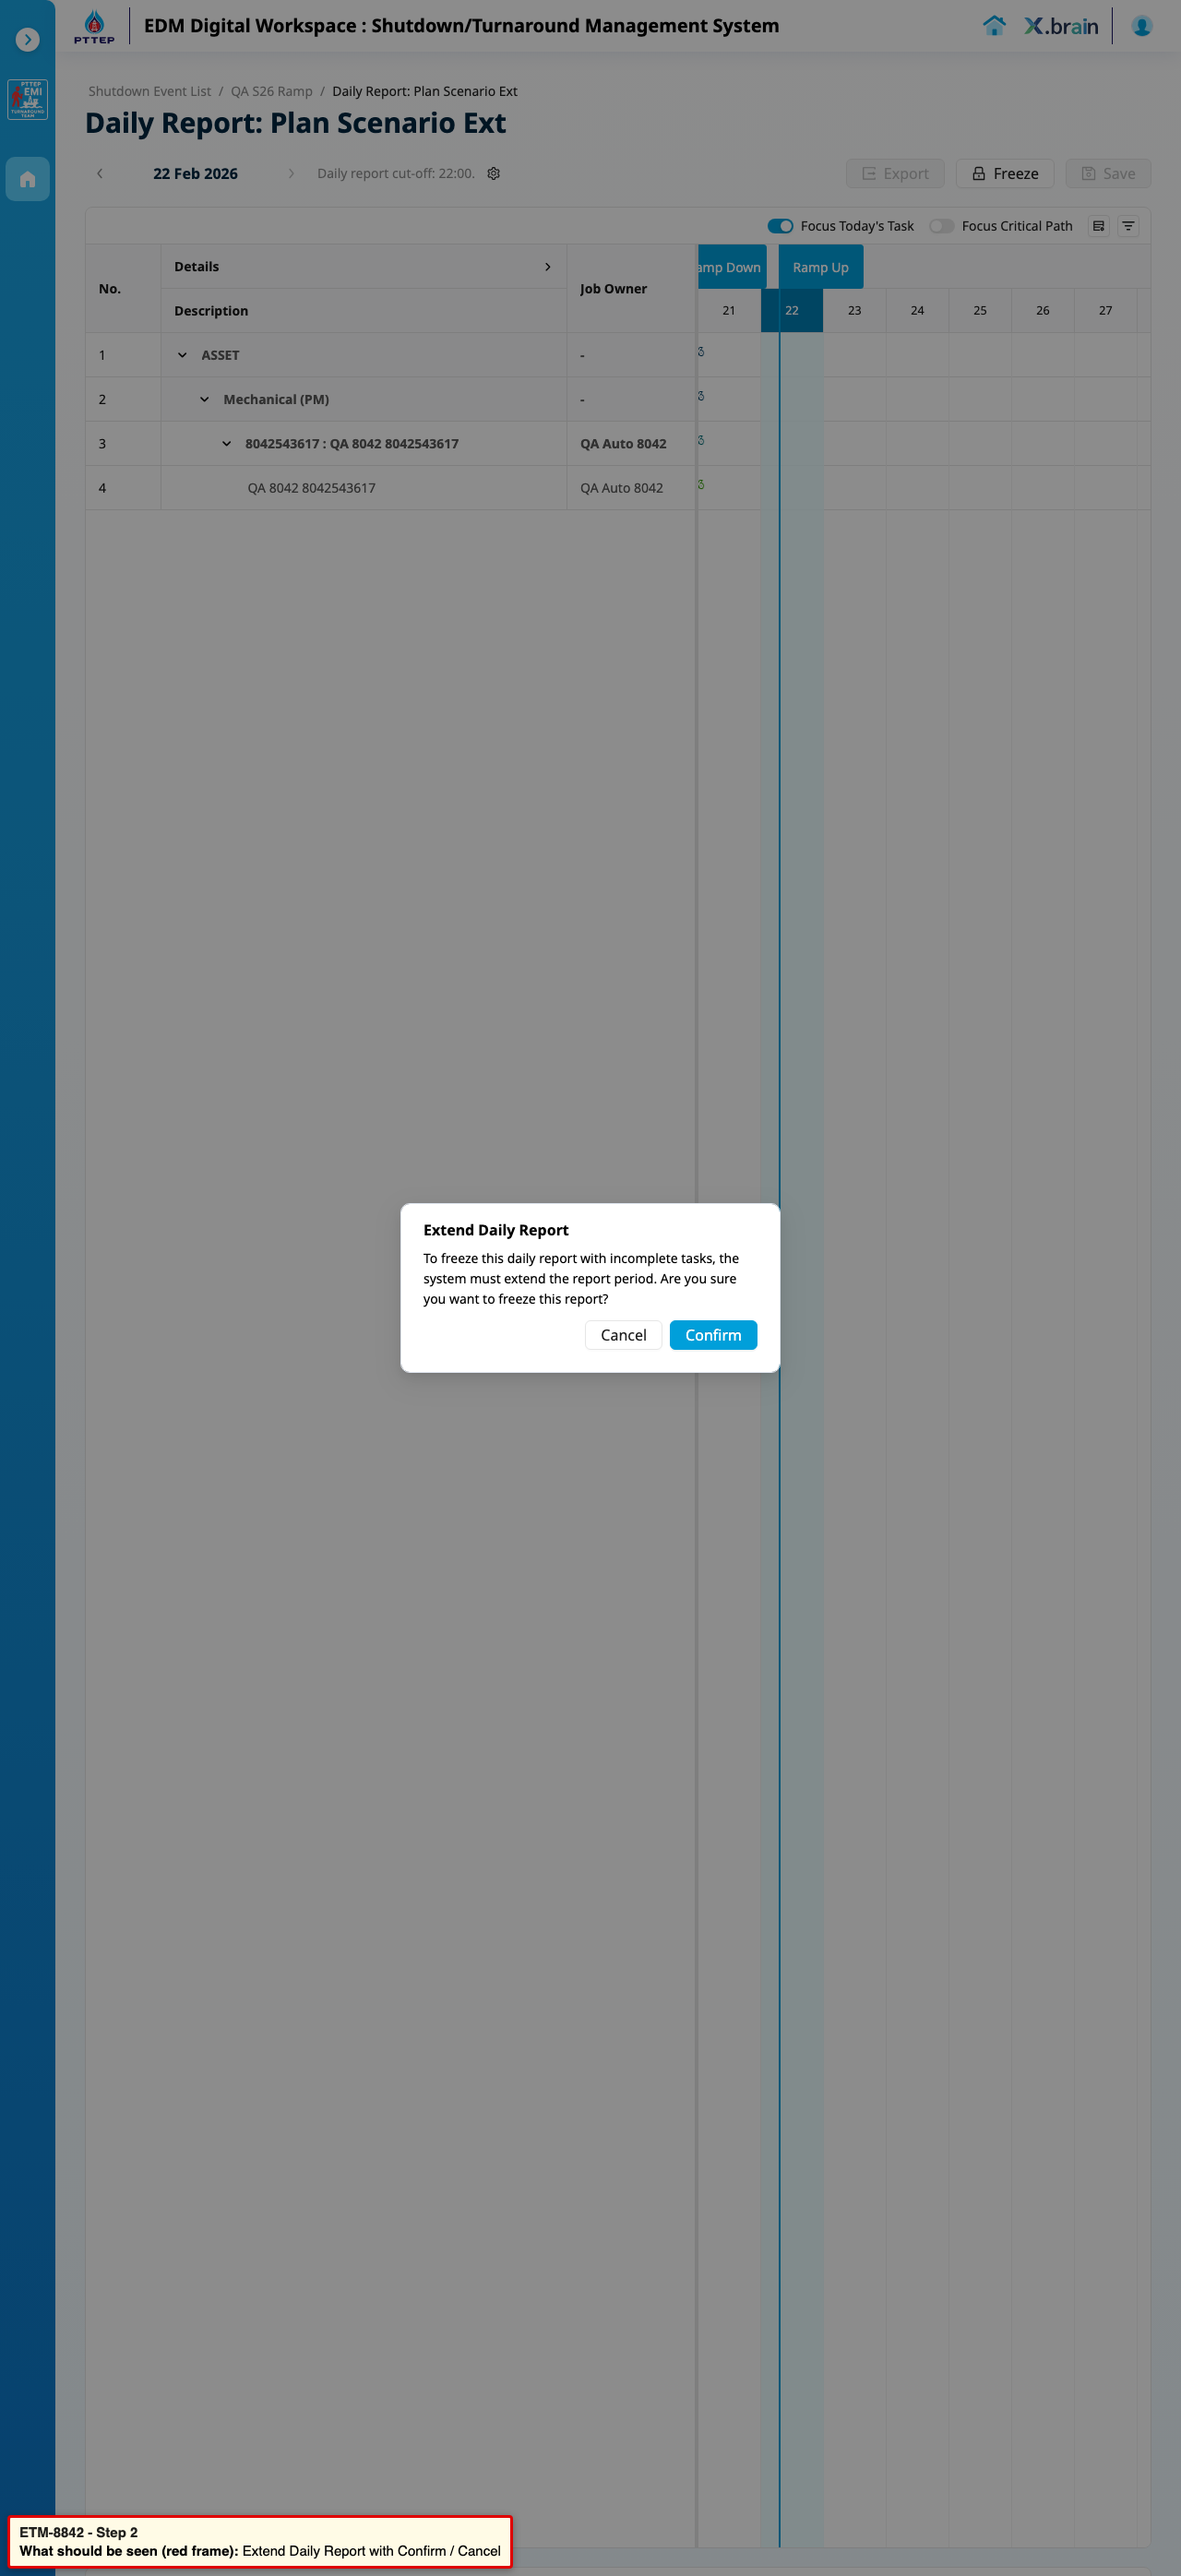 PTTEP
EDM Digital Workspace : Shutdown/Turnaround Management System
X.brain
PTTEP
EMI
TURNAROUND
TEAM
Shutdown Event List / QA S26 Ramp / Daily Report: Plan Scenario Ext
Daily Report: Plan Scenario Ext
22 Feb 2026
Daily report cut-off: 22:00.
Export
Freeze
Save
Focus Today's Task
Focus Critical Path
No.
Details
Description
Job Owner
amp Down
Ramp Up
21 22 23 24 25 26 27
1 ASSET -
2 Mechanical (PM) -
3 8042543617 : QA 8042 8042543617 QA Auto 8042
4 QA 8042 8042543617 QA Auto 8042
Extend Daily Report
To freeze this daily report with incomplete tasks, the
system must extend the report period. Are you sure
you want to freeze this report?
Cancel Confirm
ETM-8842 - Step 2
What should be seen (red frame): Extend Daily Report with Confirm / Cancel